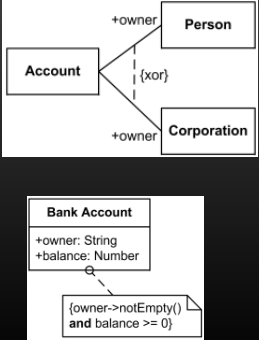 +owner
Person
Account
{xor}
+owner
Corporation
Bank Account
+owner: String
+balance: Number
{owner->notEmpty()
and balance >= 0}